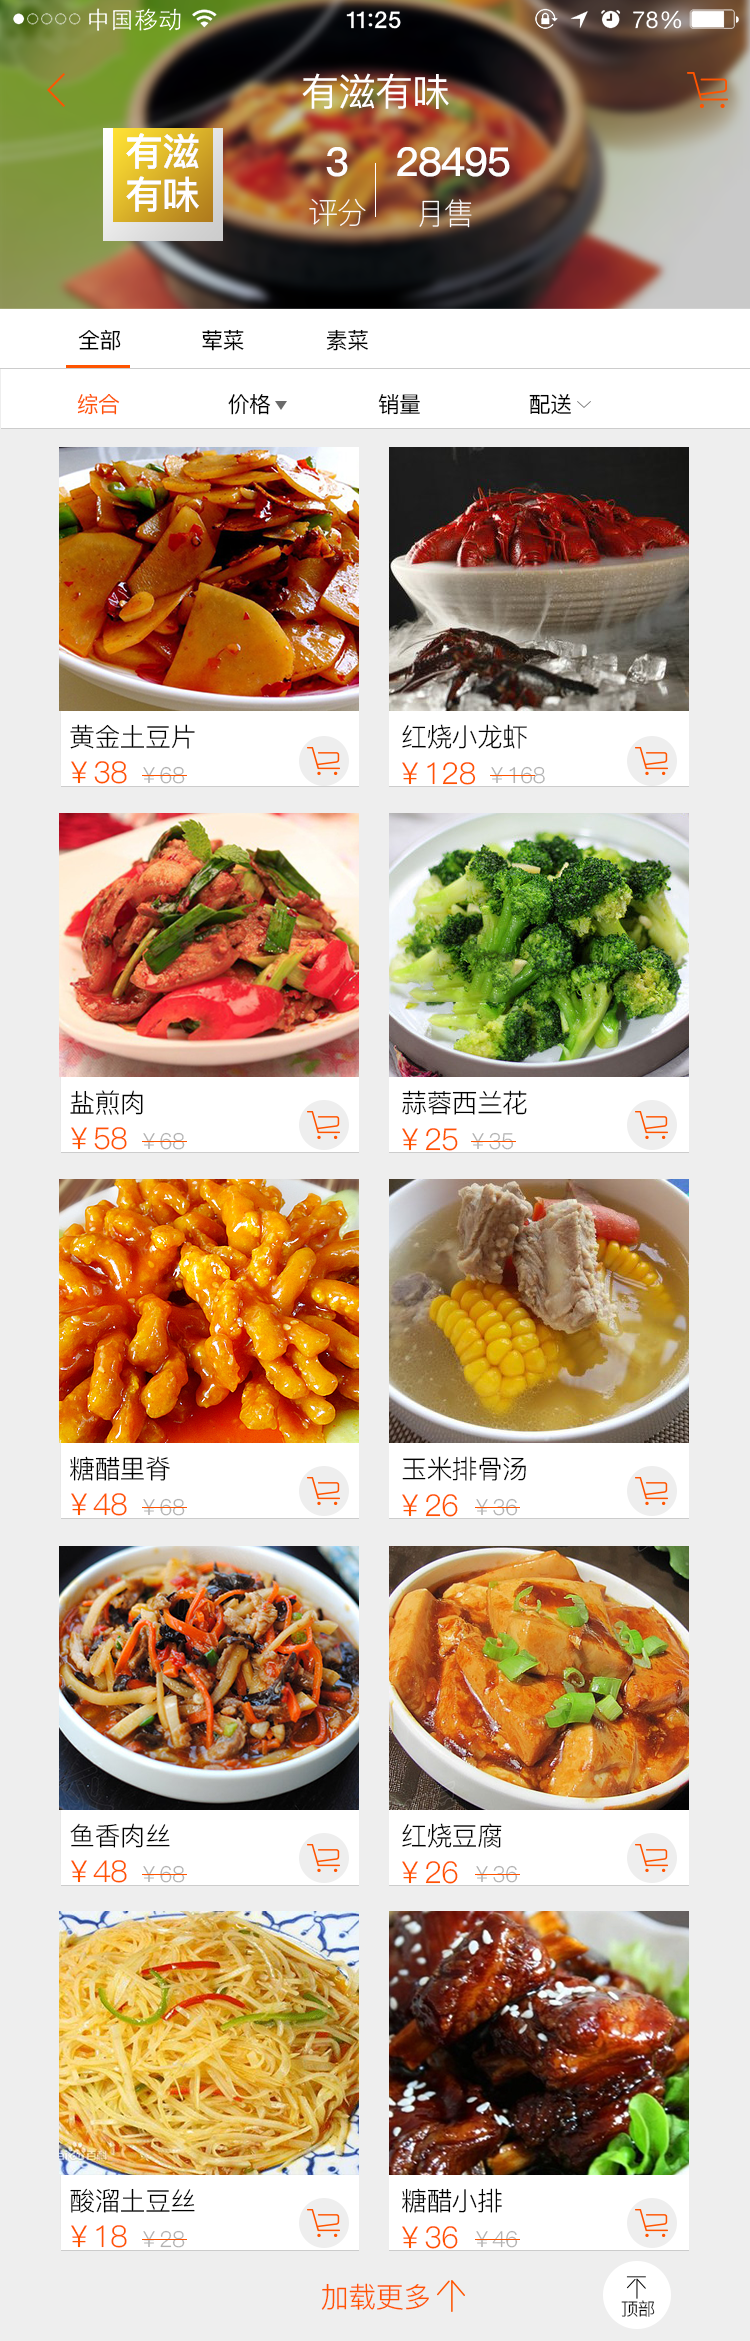 中国移动 11:25 78%
有滋有味
有滋
有味
3 28495
评分 月售
全部 荤菜 素菜
综合 价格 销量 配送
黄金土豆片
¥38 ¥68
红烧小龙虾
¥128 ¥168
盐煎肉
¥58 ¥68
蒜蓉西兰花
¥25 ¥35
糖醋里脊
¥48 ¥68
玉米排骨汤
¥26 ¥36
鱼香肉丝
¥48 ¥68
红烧豆腐
¥26 ¥36
酸溜土豆丝
¥18 ¥28
糖醋小排
¥36 ¥46
加载更多
顶部